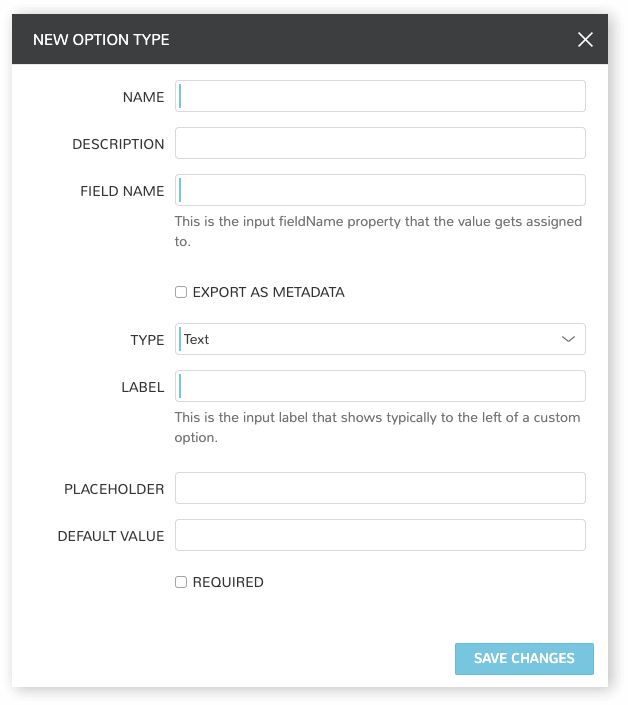 NEW OPTION TYPE
NAME
DESCRIPTION
FIELD NAME
This is the input fieldName property that the value gets assigned
to.
EXPORT AS METADATA
TYPE Text
LABEL
This is the input label that shows typically to the left of a custom
option.
PLACEHOLDER
DEFAULT VALUE
REQUIRED
SAVE CHANGES